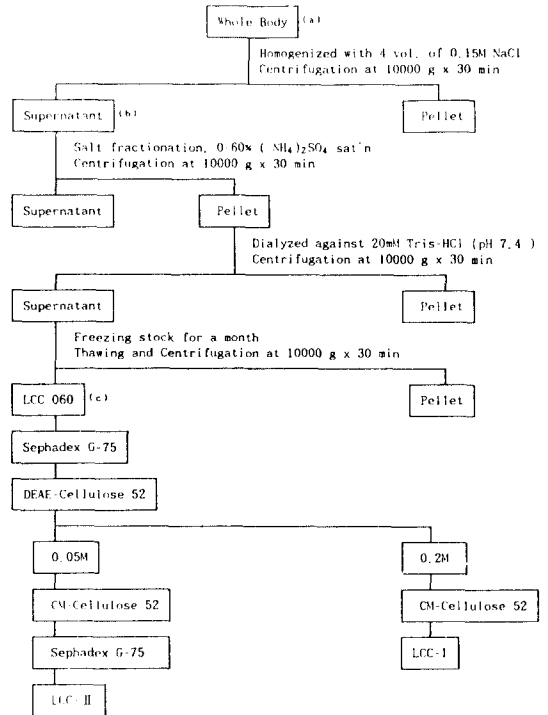 Whole Body (a)
Homogenized with 4 vol. of 0.15M NaCl
Centrifugation at 10000 g x 30 min
Supernatant (b)
Pellet
Salt fractionation, 0-60% ( NH₄)₂SO₄ sat'n
Centrifugation at 10000 g x 30 min
Supernatant
Pellet
Dialyzed against 20mM Tris-HCl (pH 7.4 )
Centrifugation at 10000 g x 30 min
Supernatant
Pellet
Freezing stock for a month
Thawing and Centrifugation at 10000 g x 30 min
LCC 060 (c)
Pellet
Sephadex G-75
DEAE-Cellulose 52
0.05M
0.2M
CM-Cellulose 52
CM-Cellulose 52
Sephadex G-75
LCC-I
LCC-II